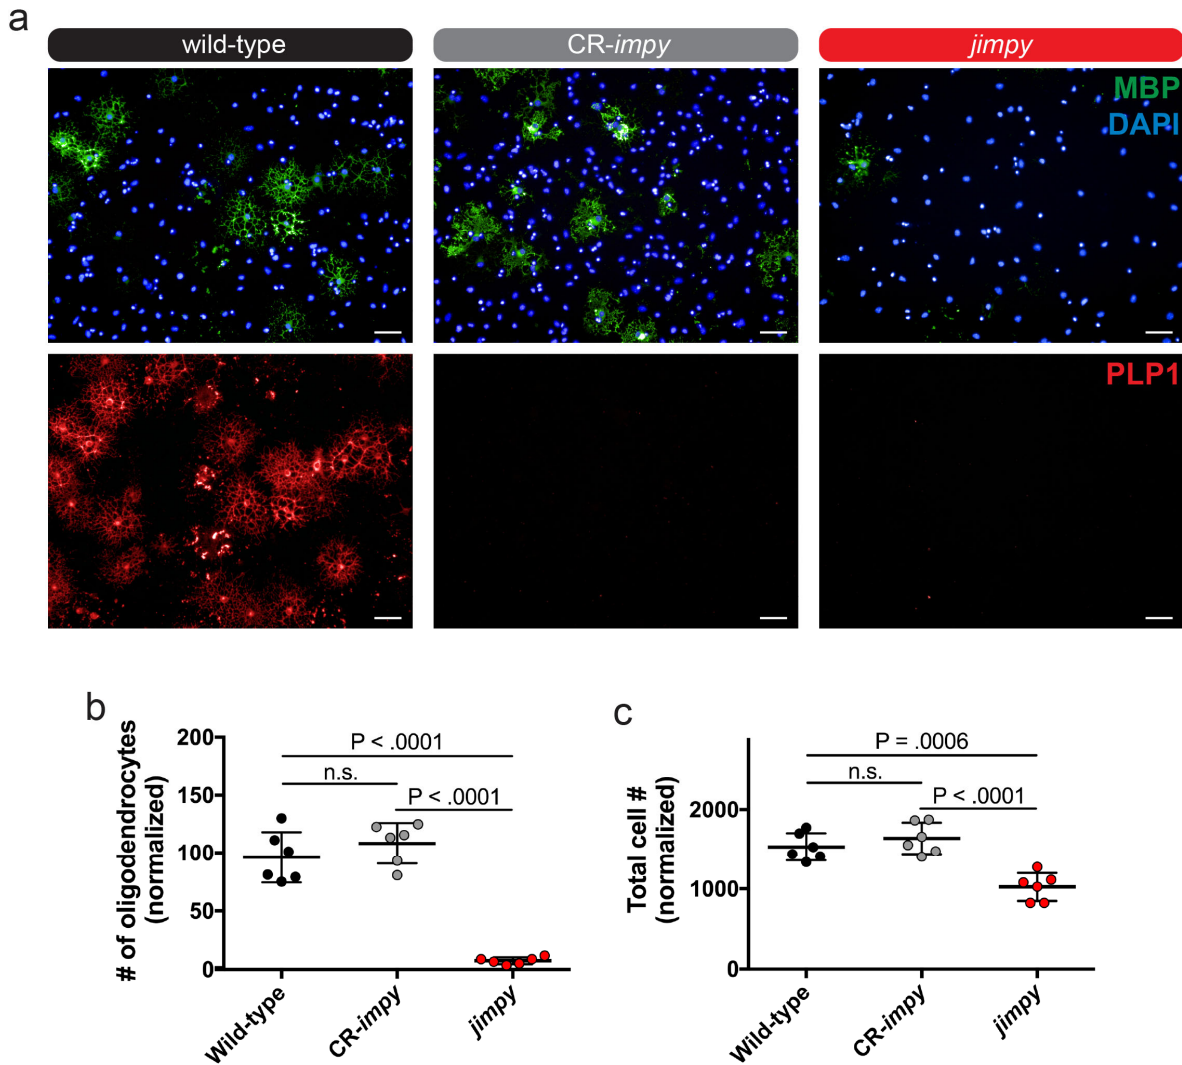 a
wild-type
CR-impy
jimpy
MBP
DAPI
PLP1
b
# of oligodendrocytes
(normalized)
200
150
100
50
0
P < .0001
n.s.
P < .0001
Wild-type
CR-impy
jimpy
c
Total cell #
(normalized)
2000
1000
0
P = .0006
n.s.
P < .0001
Wild-type
CR-impy
jimpy